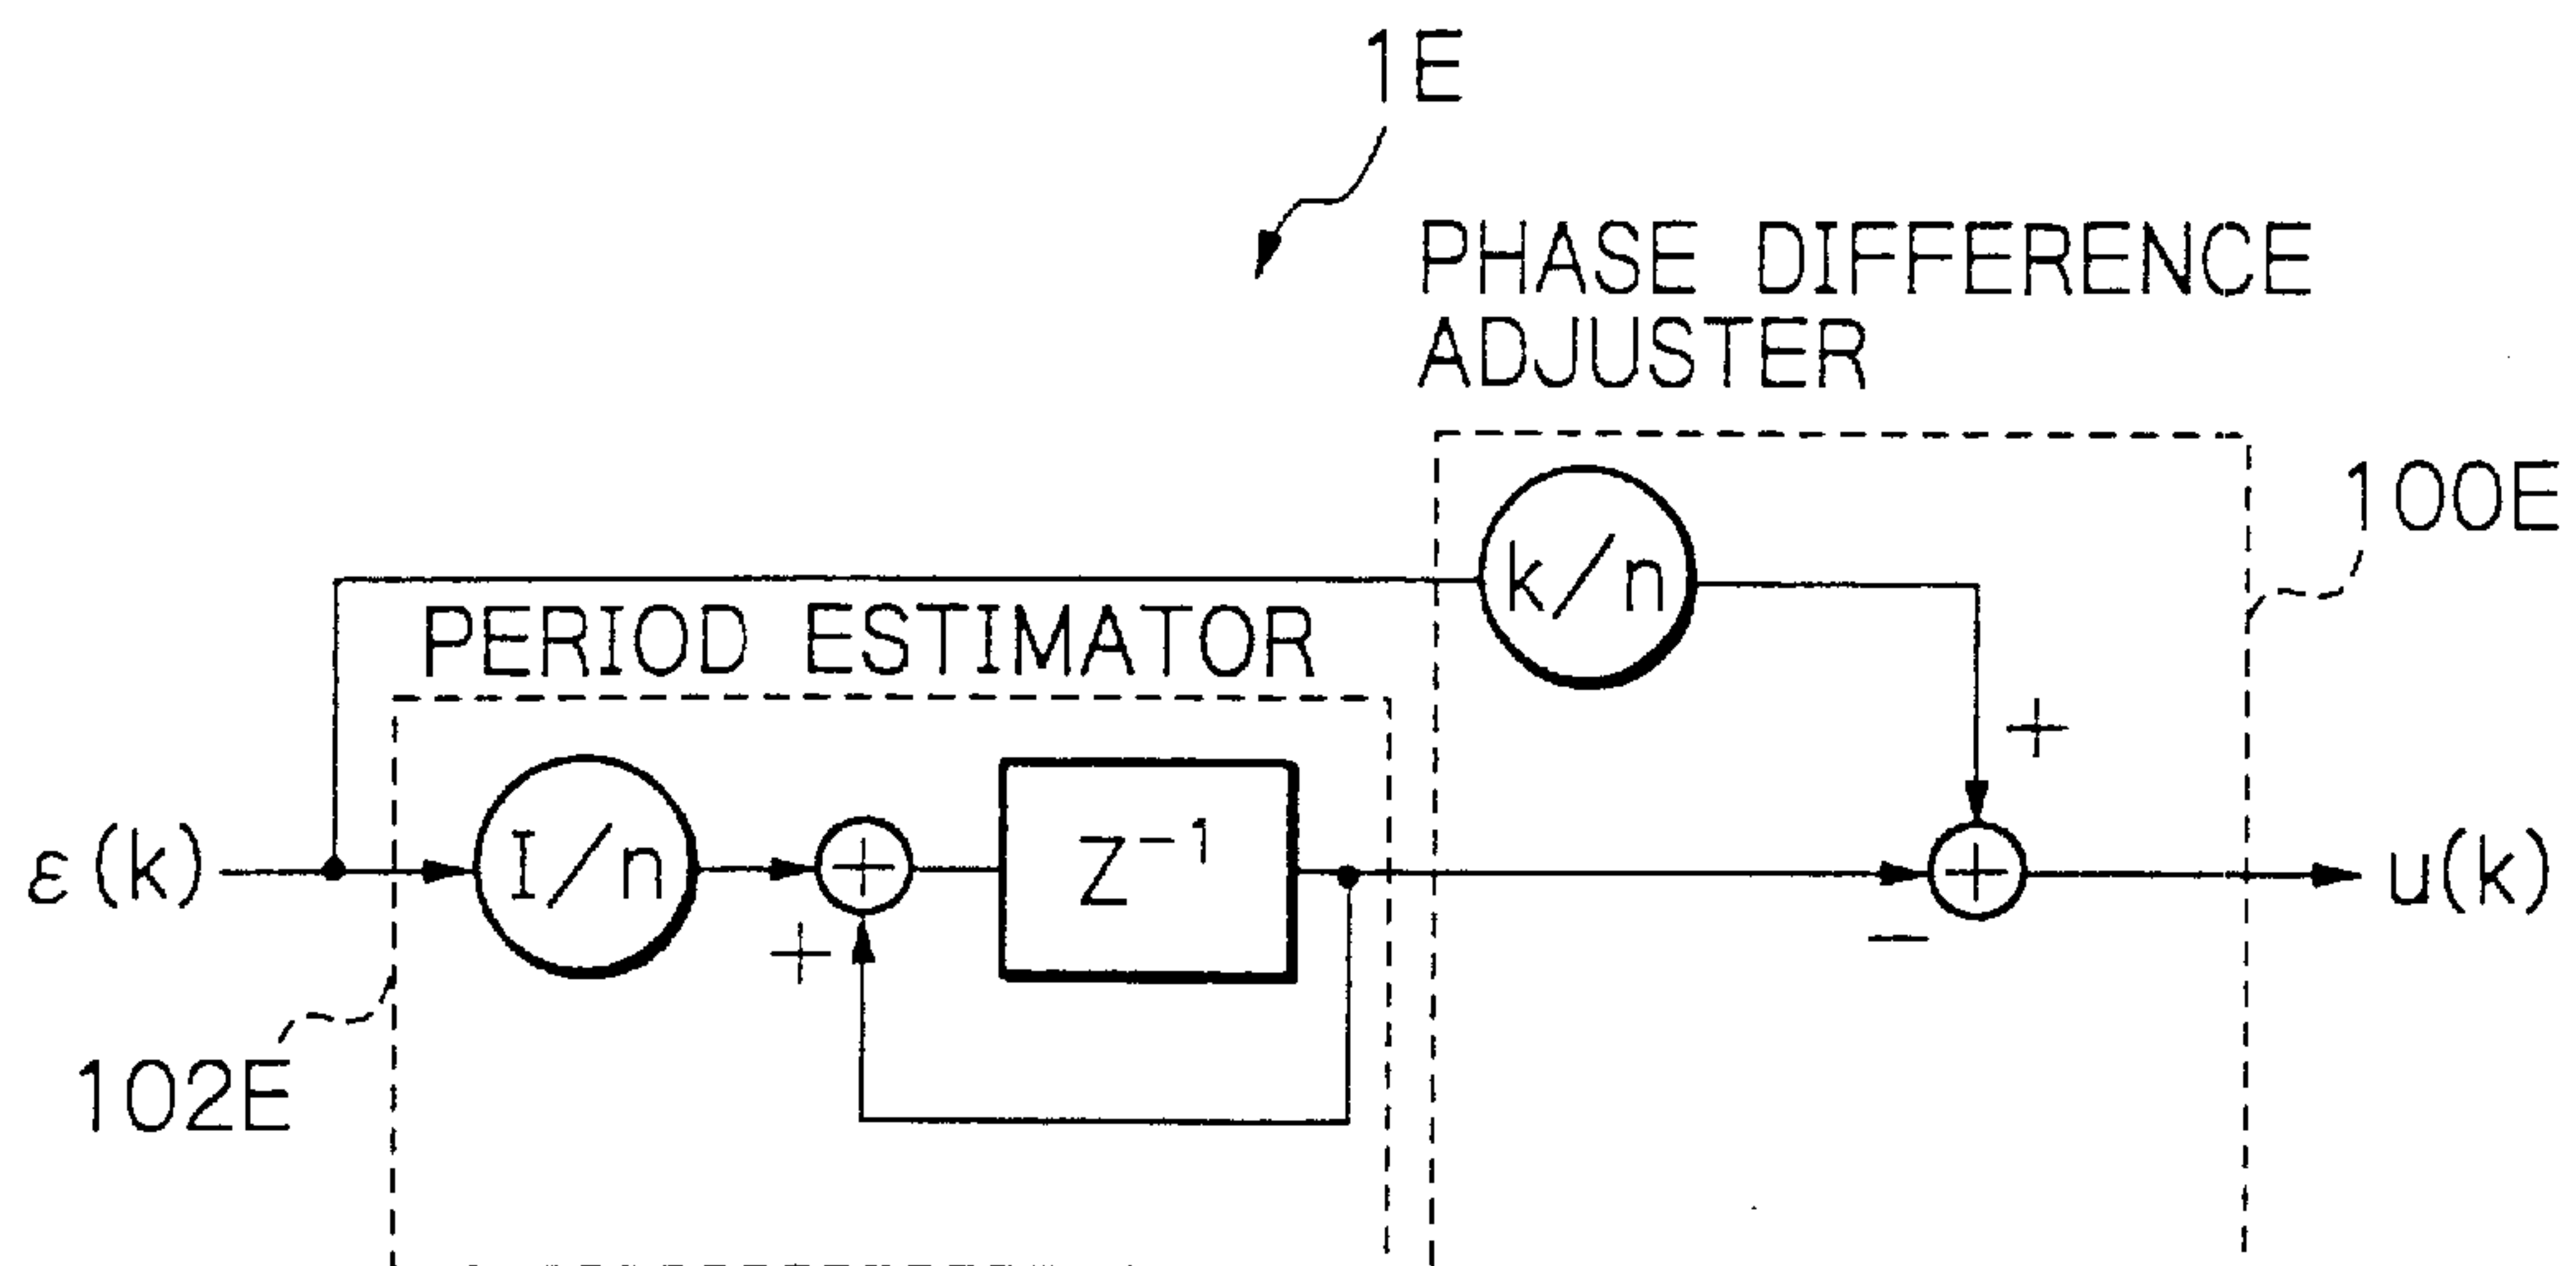 1E
PHASE DIFFERENCE
ADJUSTER
100E
k/n
PERIOD ESTIMATOR
+
ε(k)
I/n
+
Z⁻¹
+
u(k)
+
−
102E